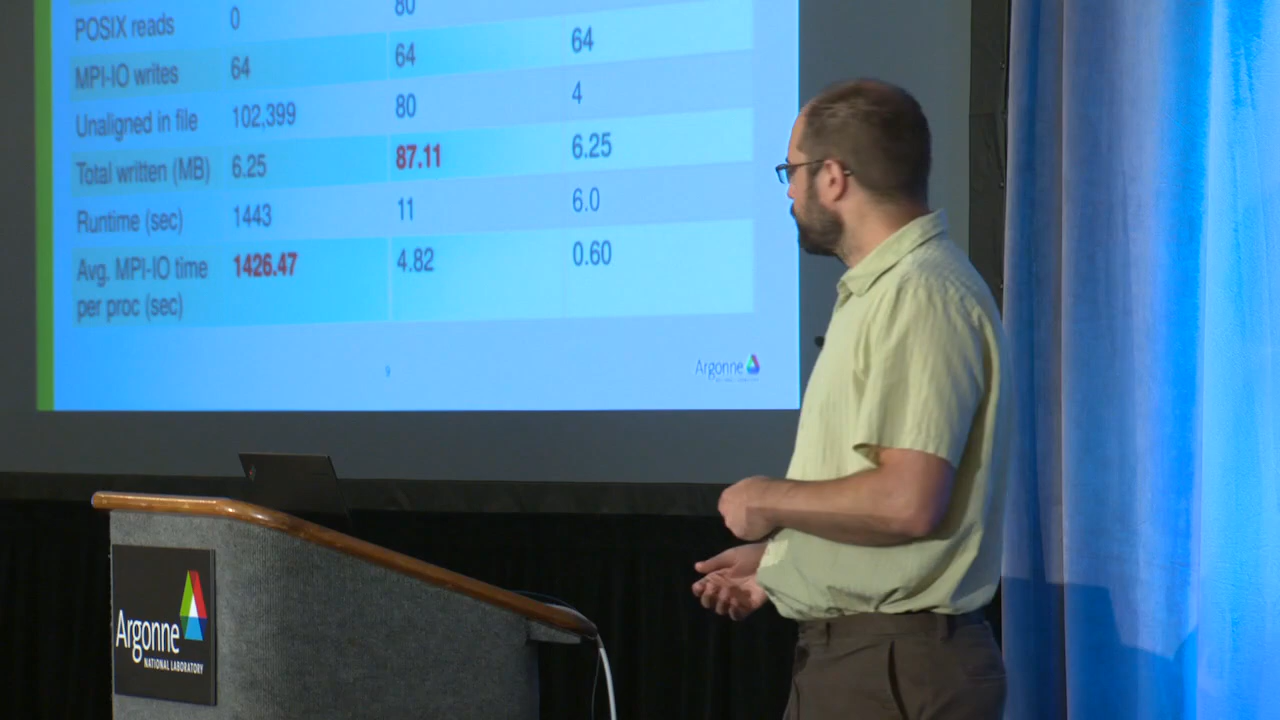 POSIX reads 0 80
MPI-IO writes 64 64 64
Unaligned in file 102,399 80 4
Total written (MB) 6.25 87.11 6.25
Runtime (sec) 1443 11 6.0
Avg. MPI-IO time 1426.47 4.82 0.60
per proc (sec)
9
Argonne
Argonne
NATIONAL LABORATORY